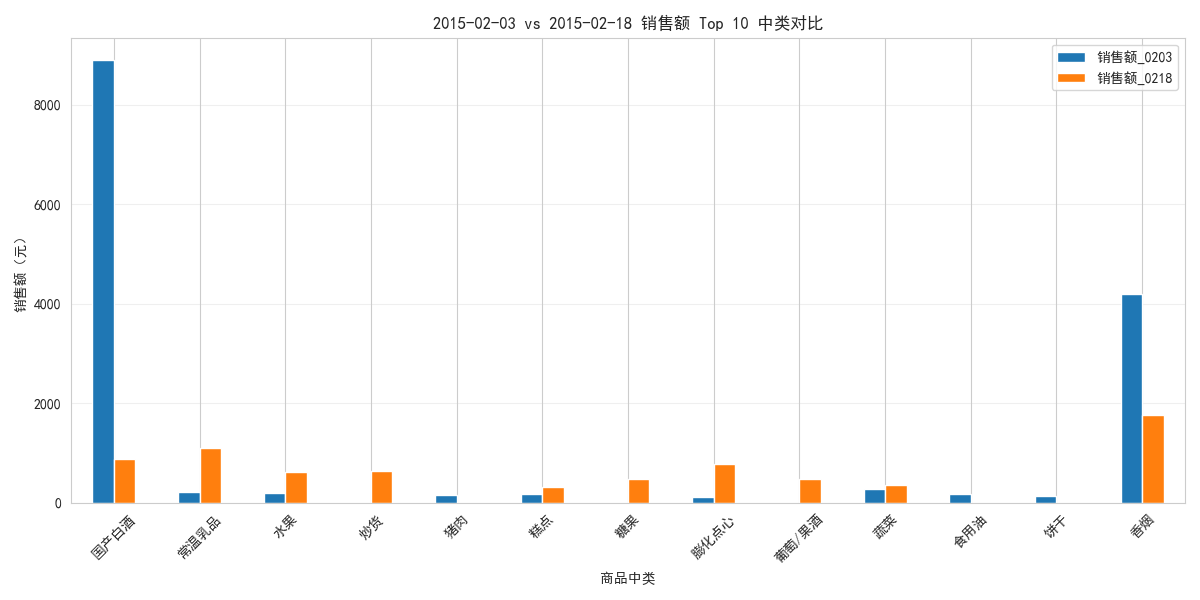 2015-02-03 vs 2015-02-18 销售额 Top 10 中类对比
销售额_0203
销售额_0218
销售额（元）
8000
6000
4000
2000
0
国产白酒
常温乳品
水果
炒货
猪肉
糕点
糖果
膨化点心
葡萄/果酒
蔬菜
食用油
饼干
香烟
商品中类